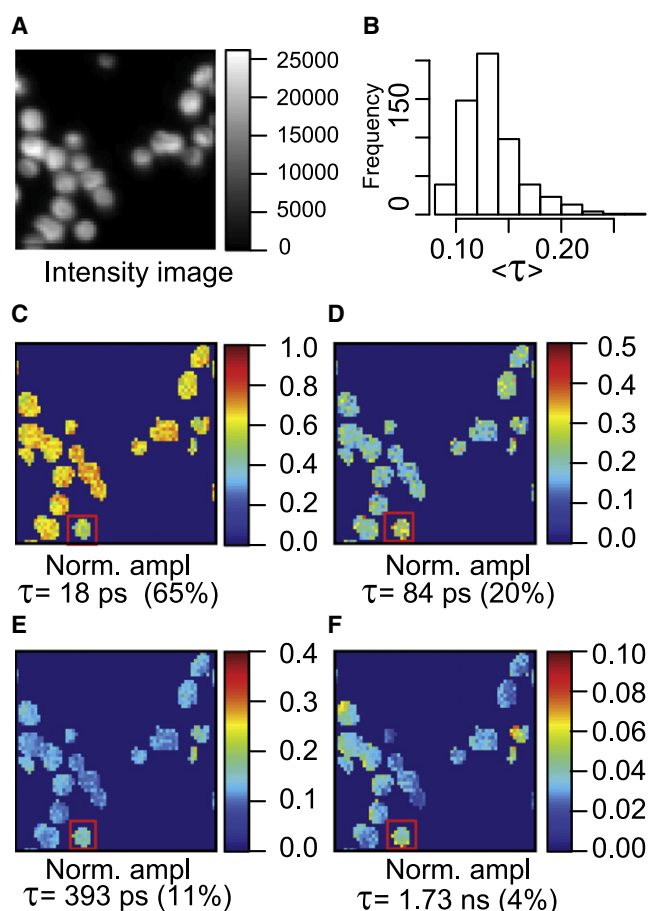 A
25000
20000
15000
10000
5000
0
Intensity image
B
Frequency
150
0
0.10
0.20
<τ>
C
1.0
0.8
0.6
0.4
0.2
0.0
Norm. ampl
τ= 18 ps (65%)
D
0.5
0.4
0.3
0.2
0.1
0.0
Norm. ampl
τ= 84 ps (20%)
E
0.4
0.3
0.2
0.1
0.0
Norm. ampl
τ= 393 ps (11%)
F
0.10
0.08
0.06
0.04
0.02
0.00
Norm. ampl
τ= 1.73 ns (4%)